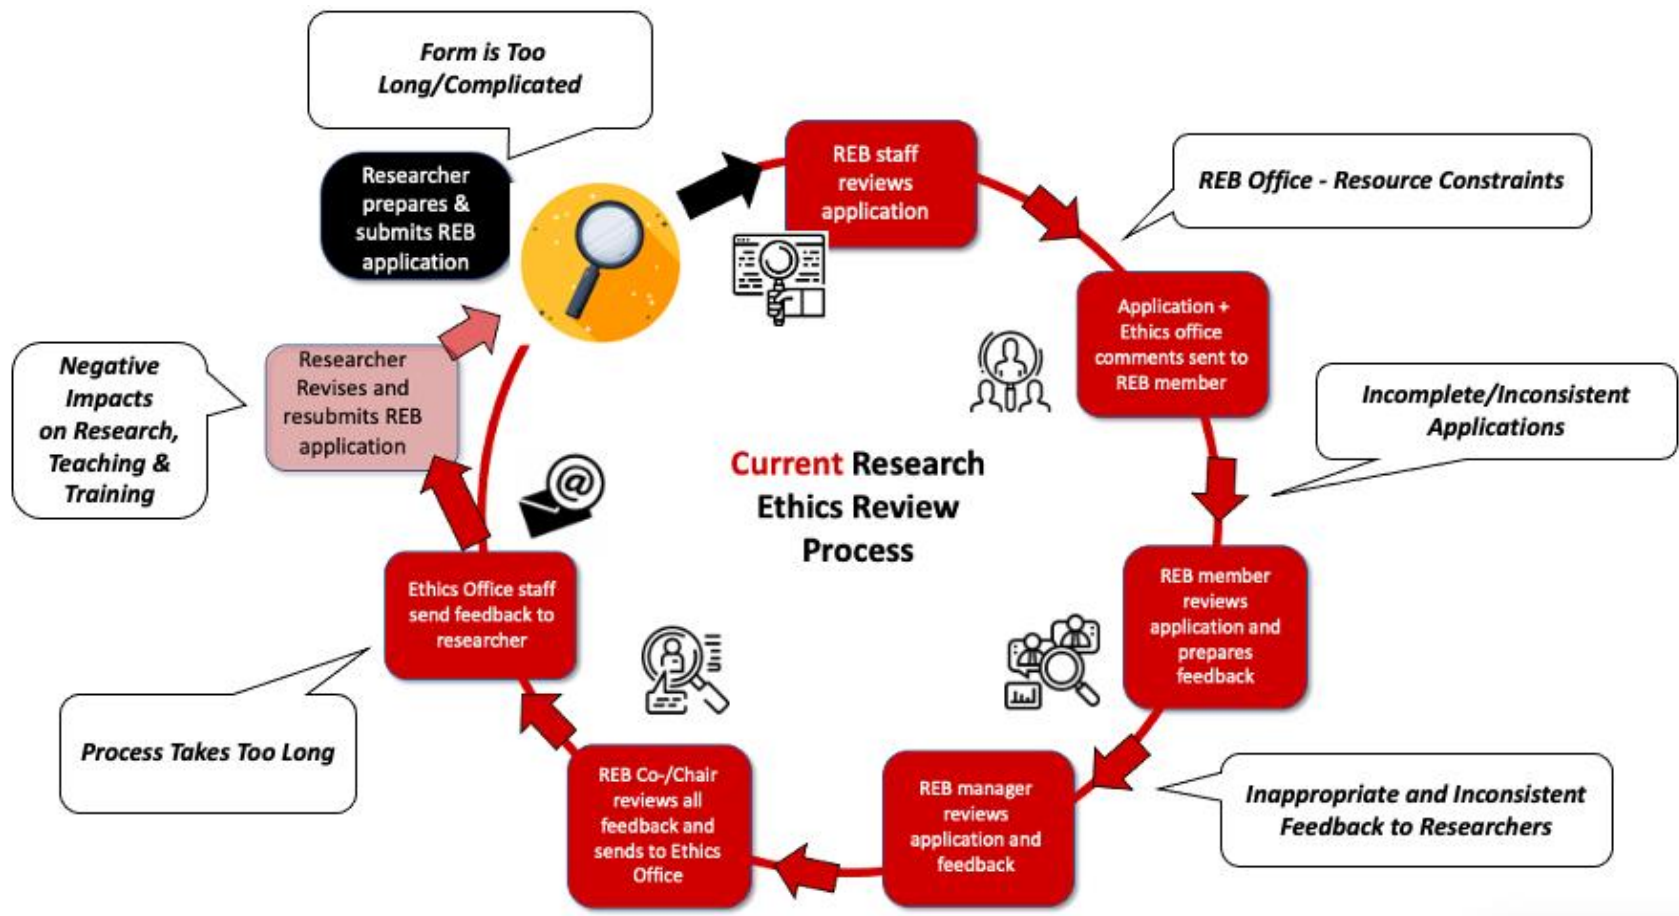 Form is Too
Long/Complicated
Researcher
prepares &
submits REB
application
REB staff
reviews
application
REB Office - Resource Constraints
Application +
Ethics office
comments sent to
REB member
Incomplete/Inconsistent
Applications
REB member
reviews
application and
prepares
feedback
Inappropriate and Inconsistent
Feedback to Researchers
REB manager
reviews
application and
feedback
REB Co-/Chair
reviews all
feedback and
sends to Ethics
Office
Process Takes Too Long
Ethics Office staff
send feedback to
researcher
@
Researcher
Revises and
resubmits REB
application
Negative
Impacts
on Research,
Teaching &
Training
Current Research
Ethics Review
Process